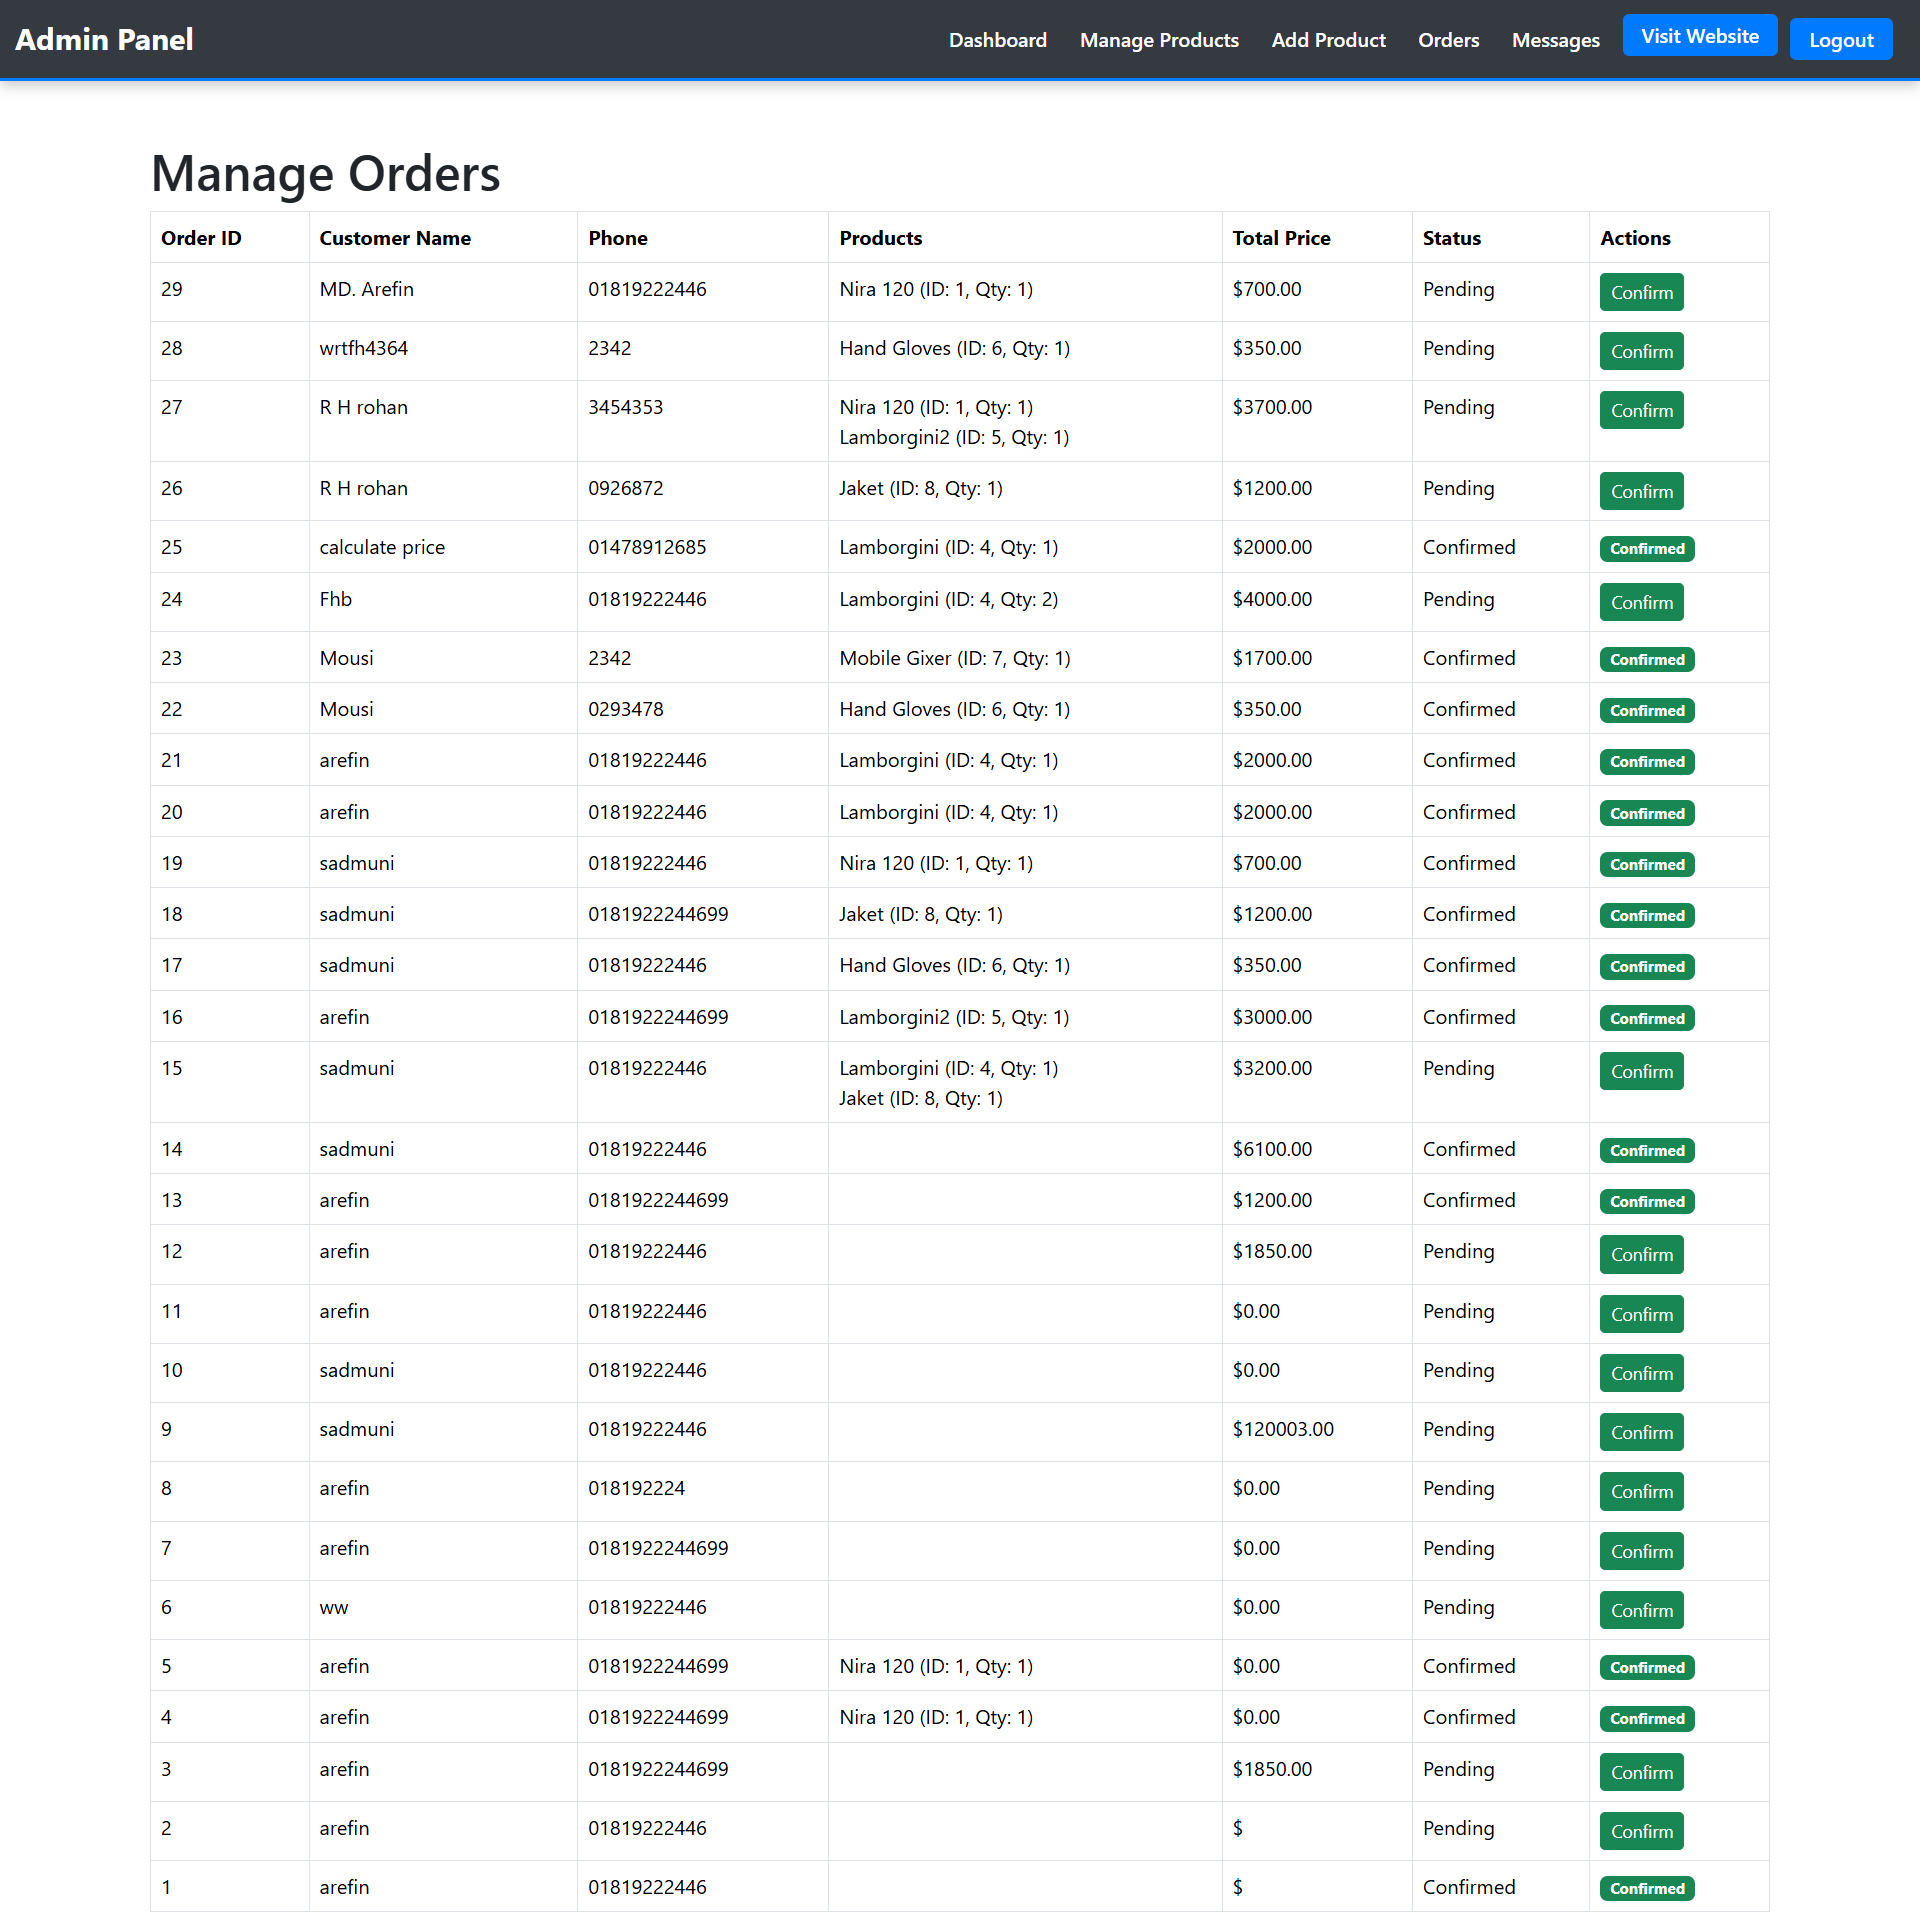 Admin Panel
Dashboard Manage Products Add Product Orders Messages Visit Website Logout
Manage Orders
Order ID Customer Name Phone Products Total Price Status Actions
29 MD. Arefin 01819222446 Nira 120 (ID: 1, Qty: 1) $700.00 Pending Confirm
28 wrtfh4364 2342 Hand Gloves (ID: 6, Qty: 1) $350.00 Pending Confirm
27 R H rohan 3454353 Nira 120 (ID: 1, Qty: 1) $3700.00 Pending Confirm
Lamborgini2 (ID: 5, Qty: 1)
26 R H rohan 0926872 Jaket (ID: 8, Qty: 1) $1200.00 Pending Confirm
25 calculate price 01478912685 Lamborgini (ID: 4, Qty: 1) $2000.00 Confirmed Confirmed
24 Fhb 01819222446 Lamborgini (ID: 4, Qty: 2) $4000.00 Pending Confirm
23 Mousi 2342 Mobile Gixer (ID: 7, Qty: 1) $1700.00 Confirmed Confirmed
22 Mousi 0293478 Hand Gloves (ID: 6, Qty: 1) $350.00 Confirmed Confirmed
21 arefin 01819222446 Lamborgini (ID: 4, Qty: 1) $2000.00 Confirmed Confirmed
20 arefin 01819222446 Lamborgini (ID: 4, Qty: 1) $2000.00 Confirmed Confirmed
19 sadmuni 01819222446 Nira 120 (ID: 1, Qty: 1) $700.00 Confirmed Confirmed
18 sadmuni 0181922244699 Jaket (ID: 8, Qty: 1) $1200.00 Confirmed Confirmed
17 sadmuni 01819222446 Hand Gloves (ID: 6, Qty: 1) $350.00 Confirmed Confirmed
16 arefin 0181922244699 Lamborgini2 (ID: 5, Qty: 1) $3000.00 Confirmed Confirmed
15 sadmuni 01819222446 Lamborgini (ID: 4, Qty: 1) $3200.00 Pending Confirm
Jaket (ID: 8, Qty: 1)
14 sadmuni 01819222446 $6100.00 Confirmed Confirmed
13 arefin 0181922244699 $1200.00 Confirmed Confirmed
12 arefin 01819222446 $1850.00 Pending Confirm
11 arefin 01819222446 $0.00 Pending Confirm
10 sadmuni 01819222446 $0.00 Pending Confirm
9 sadmuni 01819222446 $120003.00 Pending Confirm
8 arefin 018192224 $0.00 Pending Confirm
7 arefin 0181922244699 $0.00 Pending Confirm
6 ww 01819222446 $0.00 Pending Confirm
5 arefin 0181922244699 Nira 120 (ID: 1, Qty: 1) $0.00 Confirmed Confirmed
4 arefin 0181922244699 Nira 120 (ID: 1, Qty: 1) $0.00 Confirmed Confirmed
3 arefin 0181922244699 $1850.00 Pending Confirm
2 arefin 01819222446 $ Pending Confirm
1 arefin 01819222446 $ Confirmed Confirmed